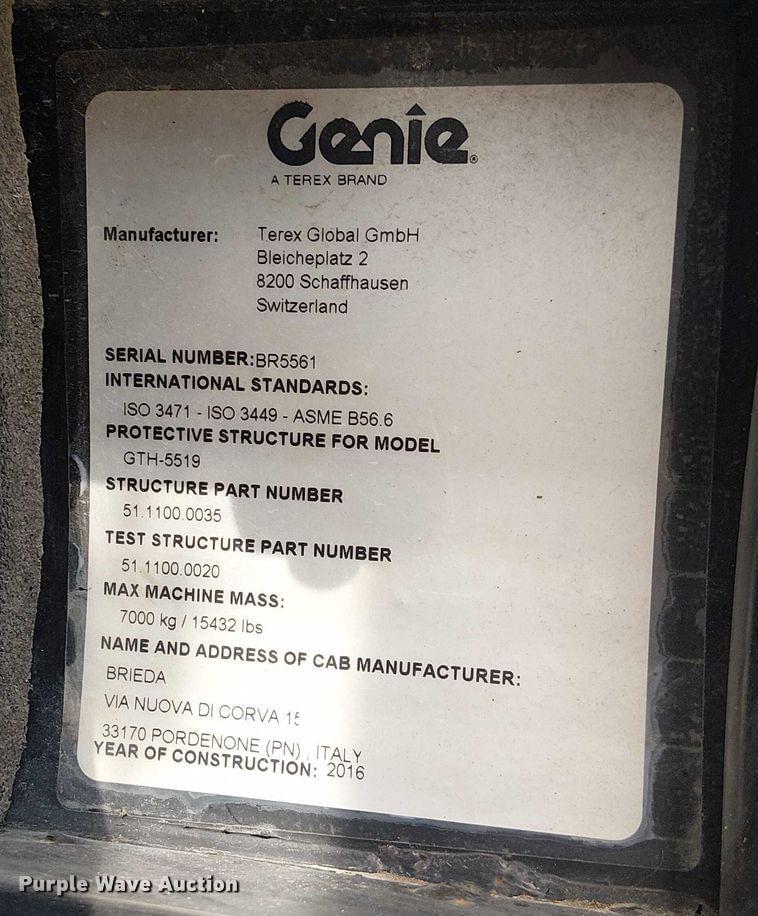 Genie®
A TEREX BRAND
Manufacturer: Terex Global GmbH
Bleicheplatz 2
8200 Schaffhausen
Switzerland
SERIAL NUMBER:BR5561
INTERNATIONAL STANDARDS:
ISO 3471 - ISO 3449 - ASME B56.6
PROTECTIVE STRUCTURE FOR MODEL
GTH-5519
STRUCTURE PART NUMBER
51.1100.0035
TEST STRUCTURE PART NUMBER
51.1100.0020
MAX MACHINE MASS:
7000 kg / 15432 lbs
NAME AND ADDRESS OF CAB MANUFACTURER:
BRIEDA
VIA NUOVA DI CORVA
33170 PORDENONE (PN) , ITALY
YEAR OF CONSTRUCTION: 2016
Purple Wave Auction